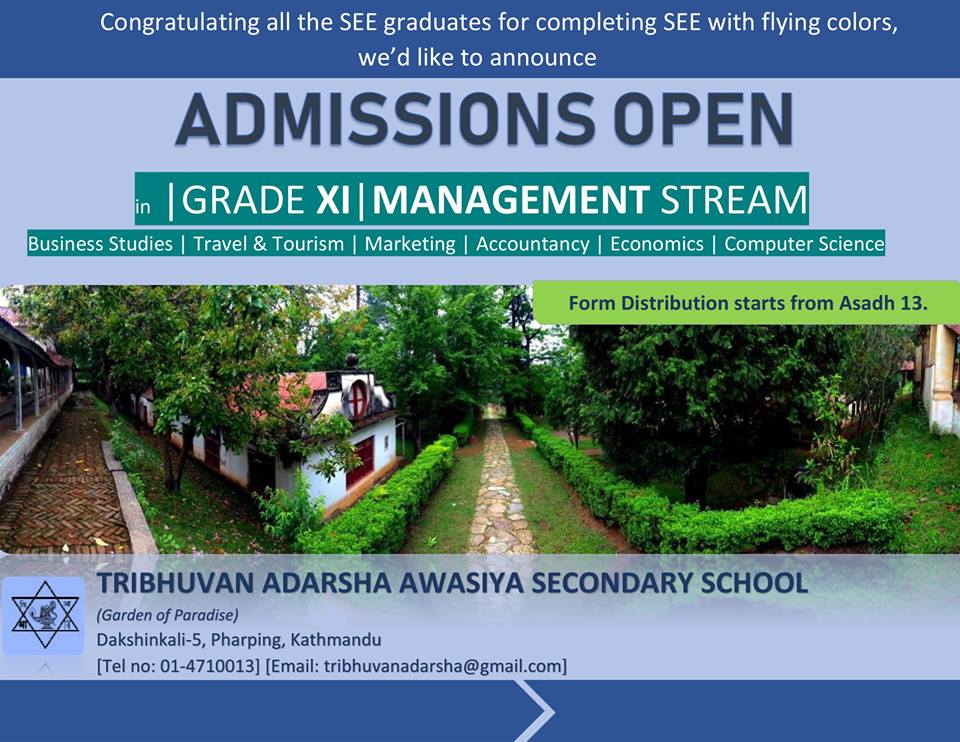 Congratulating all the SEE graduates for completing SEE with flying colors,
we'd like to announce
ADMISSIONS OPEN
in |GRADE XI|MANAGEMENT STREAM
Business Studies | Travel & Tourism | Marketing | Accountancy | Economics | Computer Science
Form Distribution starts from Asadh 13.
TRIBHUVAN ADARSHA AWASIYA SECONDARY SCHOOL
(Garden of Paradise)
Dakshinkali-5, Pharping, Kathmandu
[Tel no: 01-4710013] [Email: tribhuvanadarsha@gmail.com]